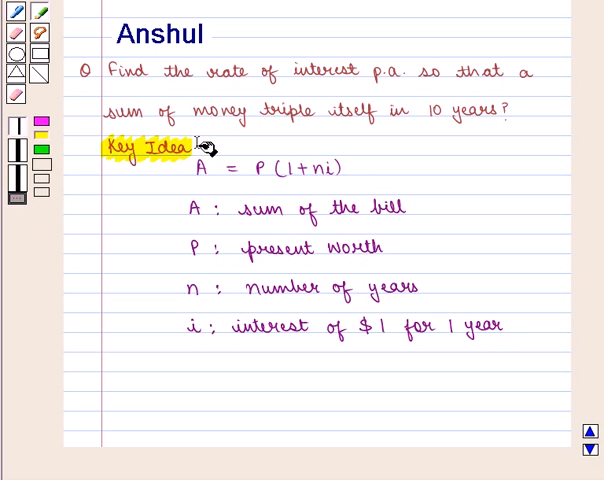 Anshul
Q Find the rate of interest p.a. so that a
sum of money triple itself in 10 years?
Key Idea
A = P (1+ni)
A : sum of the bill
P : present worth
n : number of years
i : interest of $1 for 1 year